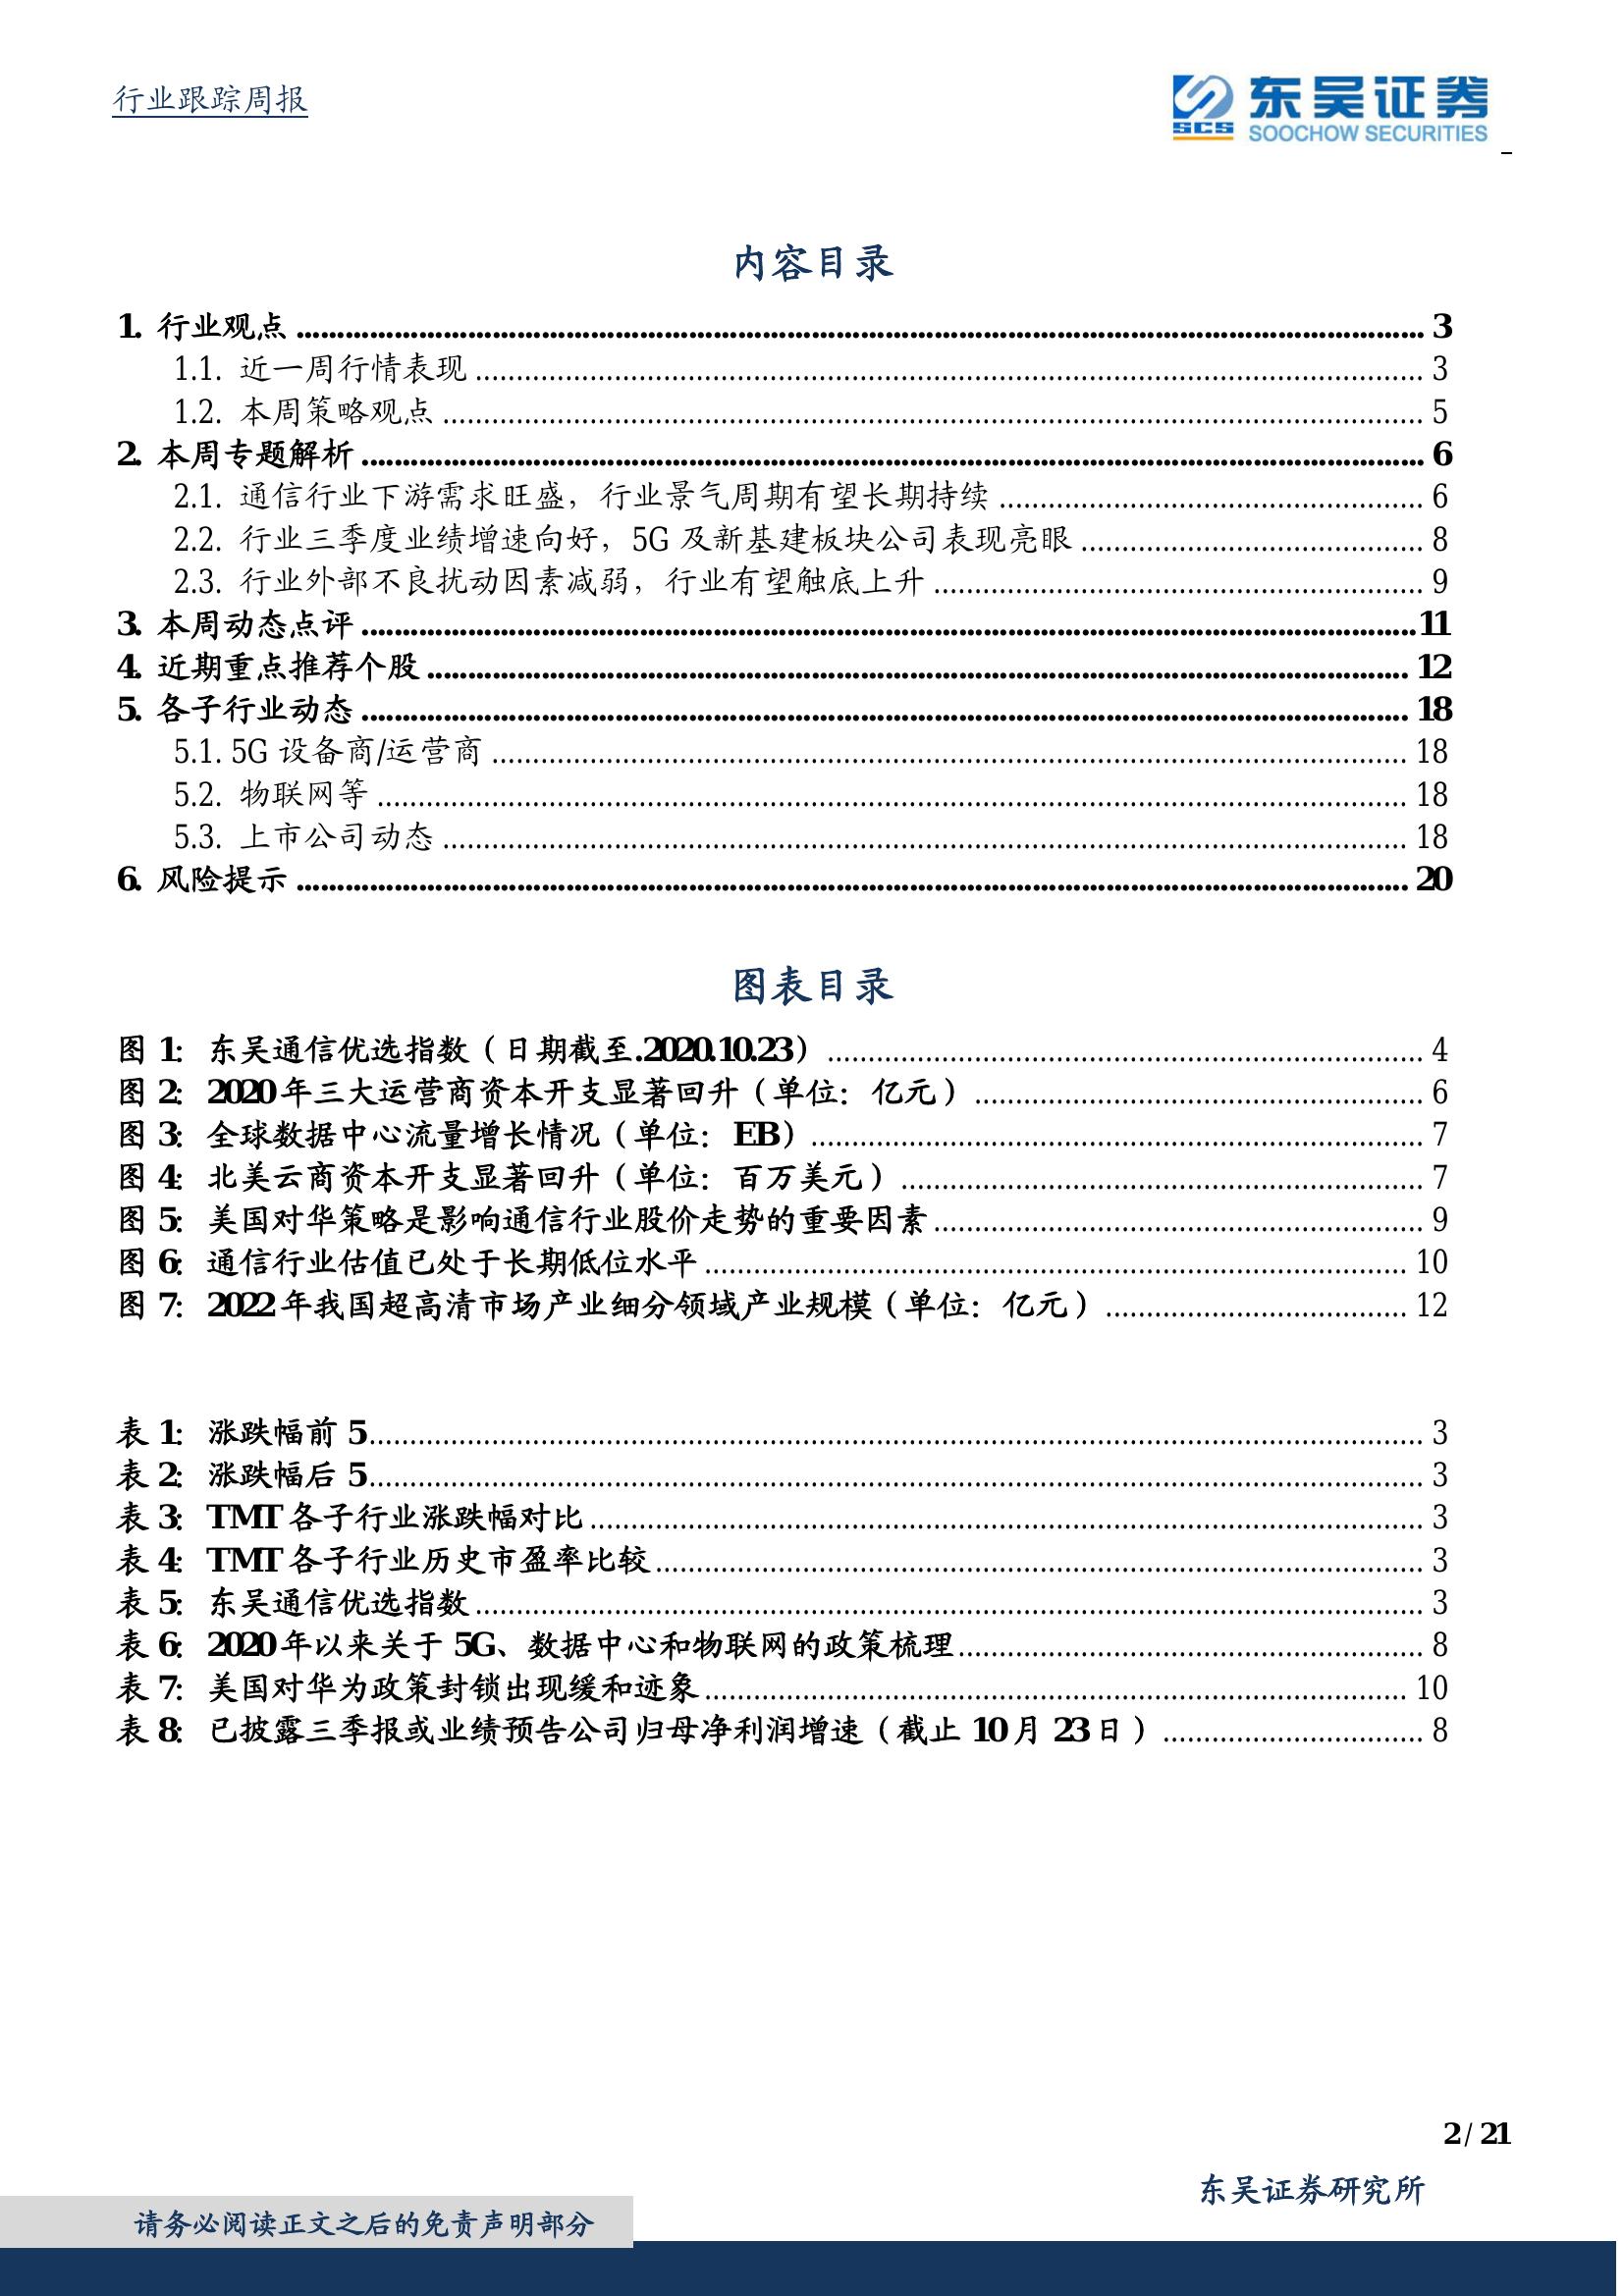 行业跟踪周报
东吴证券
SCS
SOOCHOW SECURITIES
内容目录
1. 行业观点 ........ 3
1.1. 近一周行情表现 ........ 3
1.2. 本周策略观点 ........ 5
2. 本周专题解析 ........ 6
2.1. 通信行业下游需求旺盛，行业景气周期有望长期持续 ........ 6
2.2. 行业三季度业绩增速向好，5G 及新基建板块公司表现亮眼 ........ 8
2.3. 行业外部不良扰动因素减弱，行业有望触底上升 ........ 9
3. 本周动态点评 ........ 11
4. 近期重点推荐个股 ........ 12
5. 各子行业动态 ........ 18
5.1. 5G 设备商/运营商 ........ 18
5.2. 物联网等 ........ 18
5.3. 上市公司动态 ........ 18
6. 风险提示 ........ 20
图表目录
图 1： 东吴通信优选指数（日期截至.2020.10.23） ........ 4
图 2： 2020 年三大运营商资本开支显著回升（单位：亿元） ........ 6
图 3： 全球数据中心流量增长情况（单位：EB） ........ 7
图 4： 北美云商资本开支显著回升（单位：百万美元） ........ 7
图 5： 美国对华策略是影响通信行业股价走势的重要因素 ........ 9
图 6： 通信行业估值已处于长期低位水平 ........ 10
图 7： 2022 年我国超高清市场产业细分领域产业规模（单位：亿元） ........ 12
表 1： 涨跌幅前 5 ........ 3
表 2： 涨跌幅后 5 ........ 3
表 3： TMT 各子行业涨跌幅对比 ........ 3
表 4： TMT 各子行业历史市盈率比较 ........ 3
表 5： 东吴通信优选指数 ........ 3
表 6： 2020 年以来关于 5G、数据中心和物联网的政策梳理 ........ 8
表 7： 美国对华为政策封锁出现缓和迹象 ........ 10
表 8： 已披露三季报或业绩预告公司归母净利润增速（截止 10 月 23 日） ........ 8
2 / 21
东吴证券研究所
请务必阅读正文之后的免责声明部分